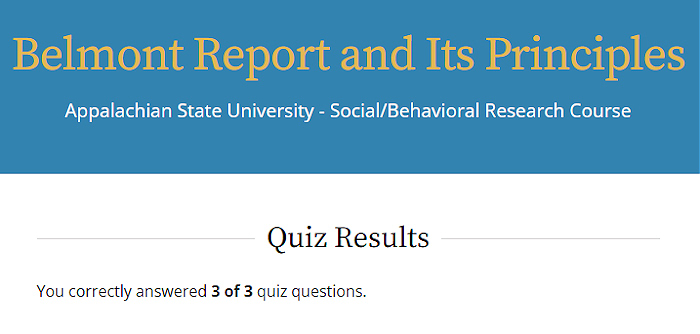 Belmont Report and Its Principles
Appalachian State University - Social/Behavioral Research Course
Quiz Results
You correctly answered 3 of 3 quiz questions.